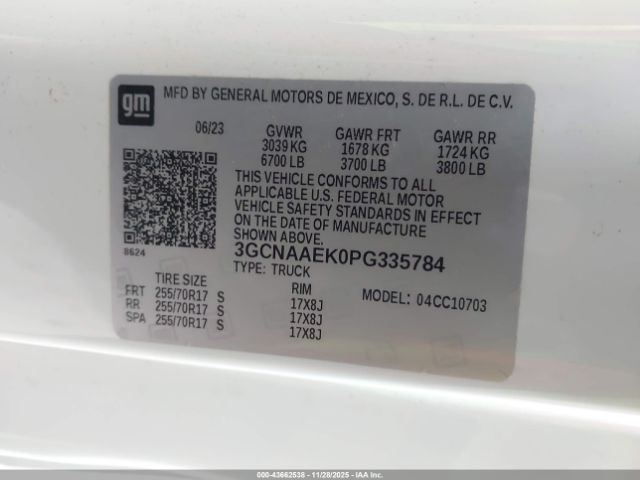 gm
MFD BY GENERAL MOTORS DE MEXICO, S. DE R.L. DE C.V.
06/23 GVWR GAWR FRT GAWR RR
3039 KG 1678 KG 1724 KG
6700 LB 3700 LB 3800 LB
THIS VEHICLE CONFORMS TO ALL
APPLICABLE U.S. FEDERAL MOTOR
VEHICLE SAFETY STANDARDS IN EFFECT
ON THE DATE OF MANUFACTURE
SHOWN ABOVE.
8624
3GCNAAEK0PG335784
TYPE: TRUCK
TIRE SIZE RIM MODEL: 04CC10703
FRT 255/70R17 S 17X8J
RR 255/70R17 S 17X8J
SPA 255/70R17 S 17X8J
000-43662538 - 11/28/2025 - IAA Inc.